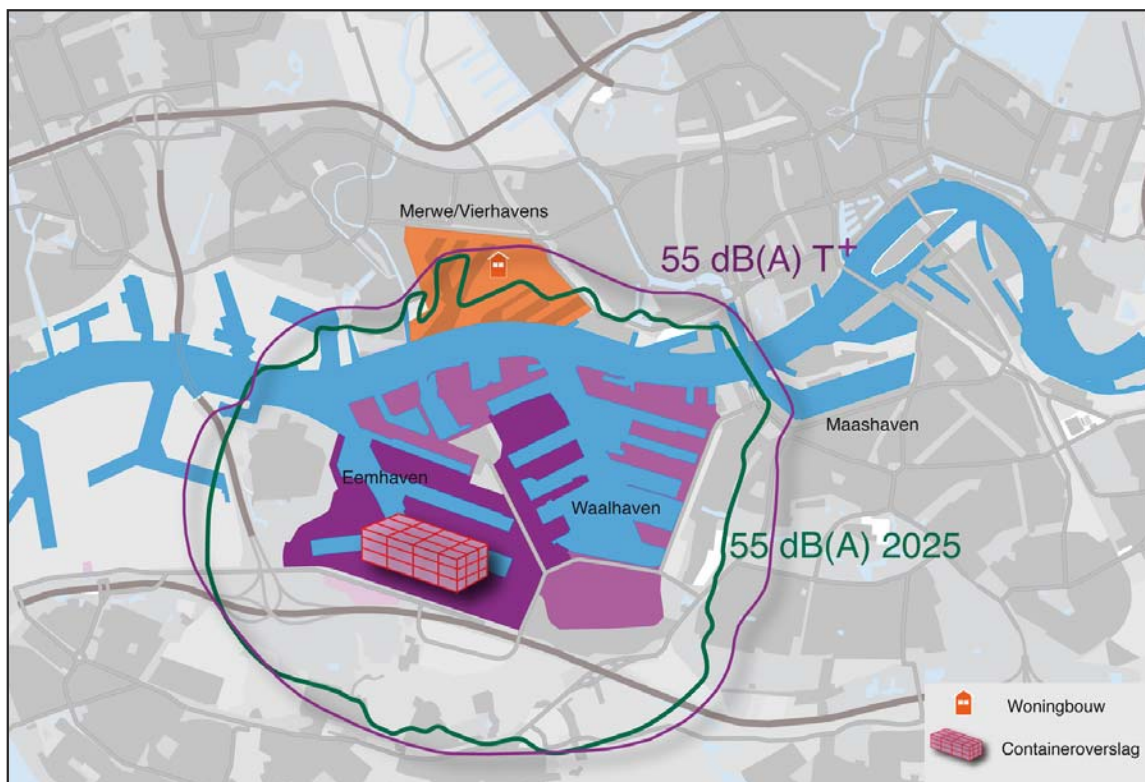 Merwe/Vierhavens
55 dB(A) T+
Maashaven
Eemhaven
Waalhaven
55 dB(A) 2025
Woningbouw
Containeroverslag